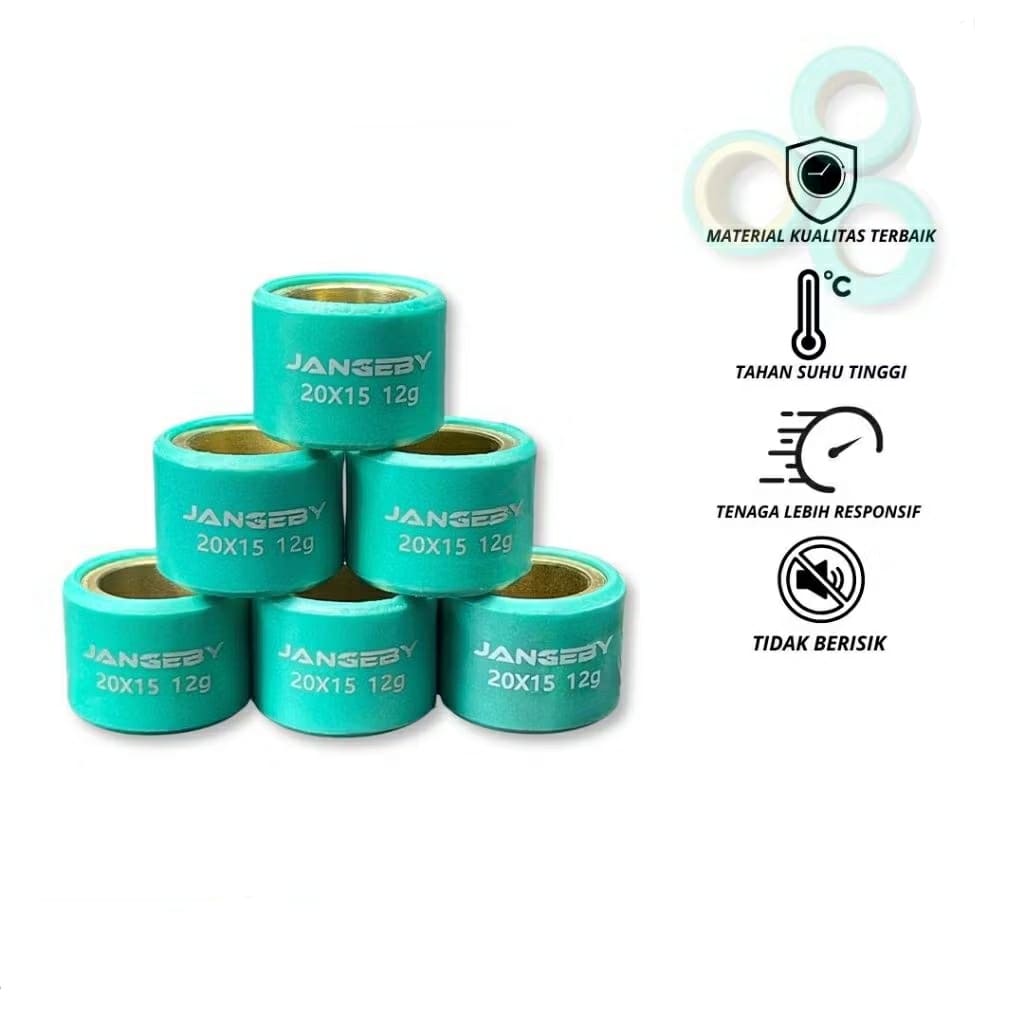 JANGEBY
20X15 12g
JANGEBY
20X15 12g
JANGEBY
20X15 12g
JANGEBY
20X15 12g
JANGEBY
20X15 12g
JANGEBY
20X15 12g
MATERIAL KUALITAS TERBAIK
°C
TAHAN SUHU TINGGI
TENAGA LEBIH RESPONSIF
TIDAK BERISIK